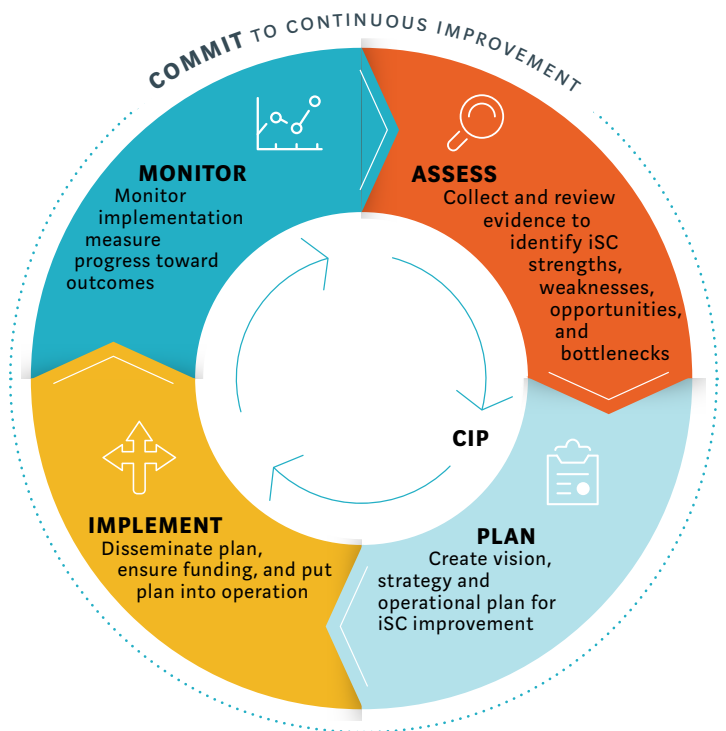 COMMIT TO CONTINUOUS IMPROVEMENT
MONITOR
Monitor
implementation
measure
progress toward
outcomes
ASSESS
Collect and review
evidence to
identify iSC
strengths,
weaknesses,
opportunities,
and
bottlenecks
CIP
PLAN
Create vision,
strategy and
operational plan for
iSC improvement
IMPLEMENT
Disseminate plan,
ensure funding, and put
plan into operation